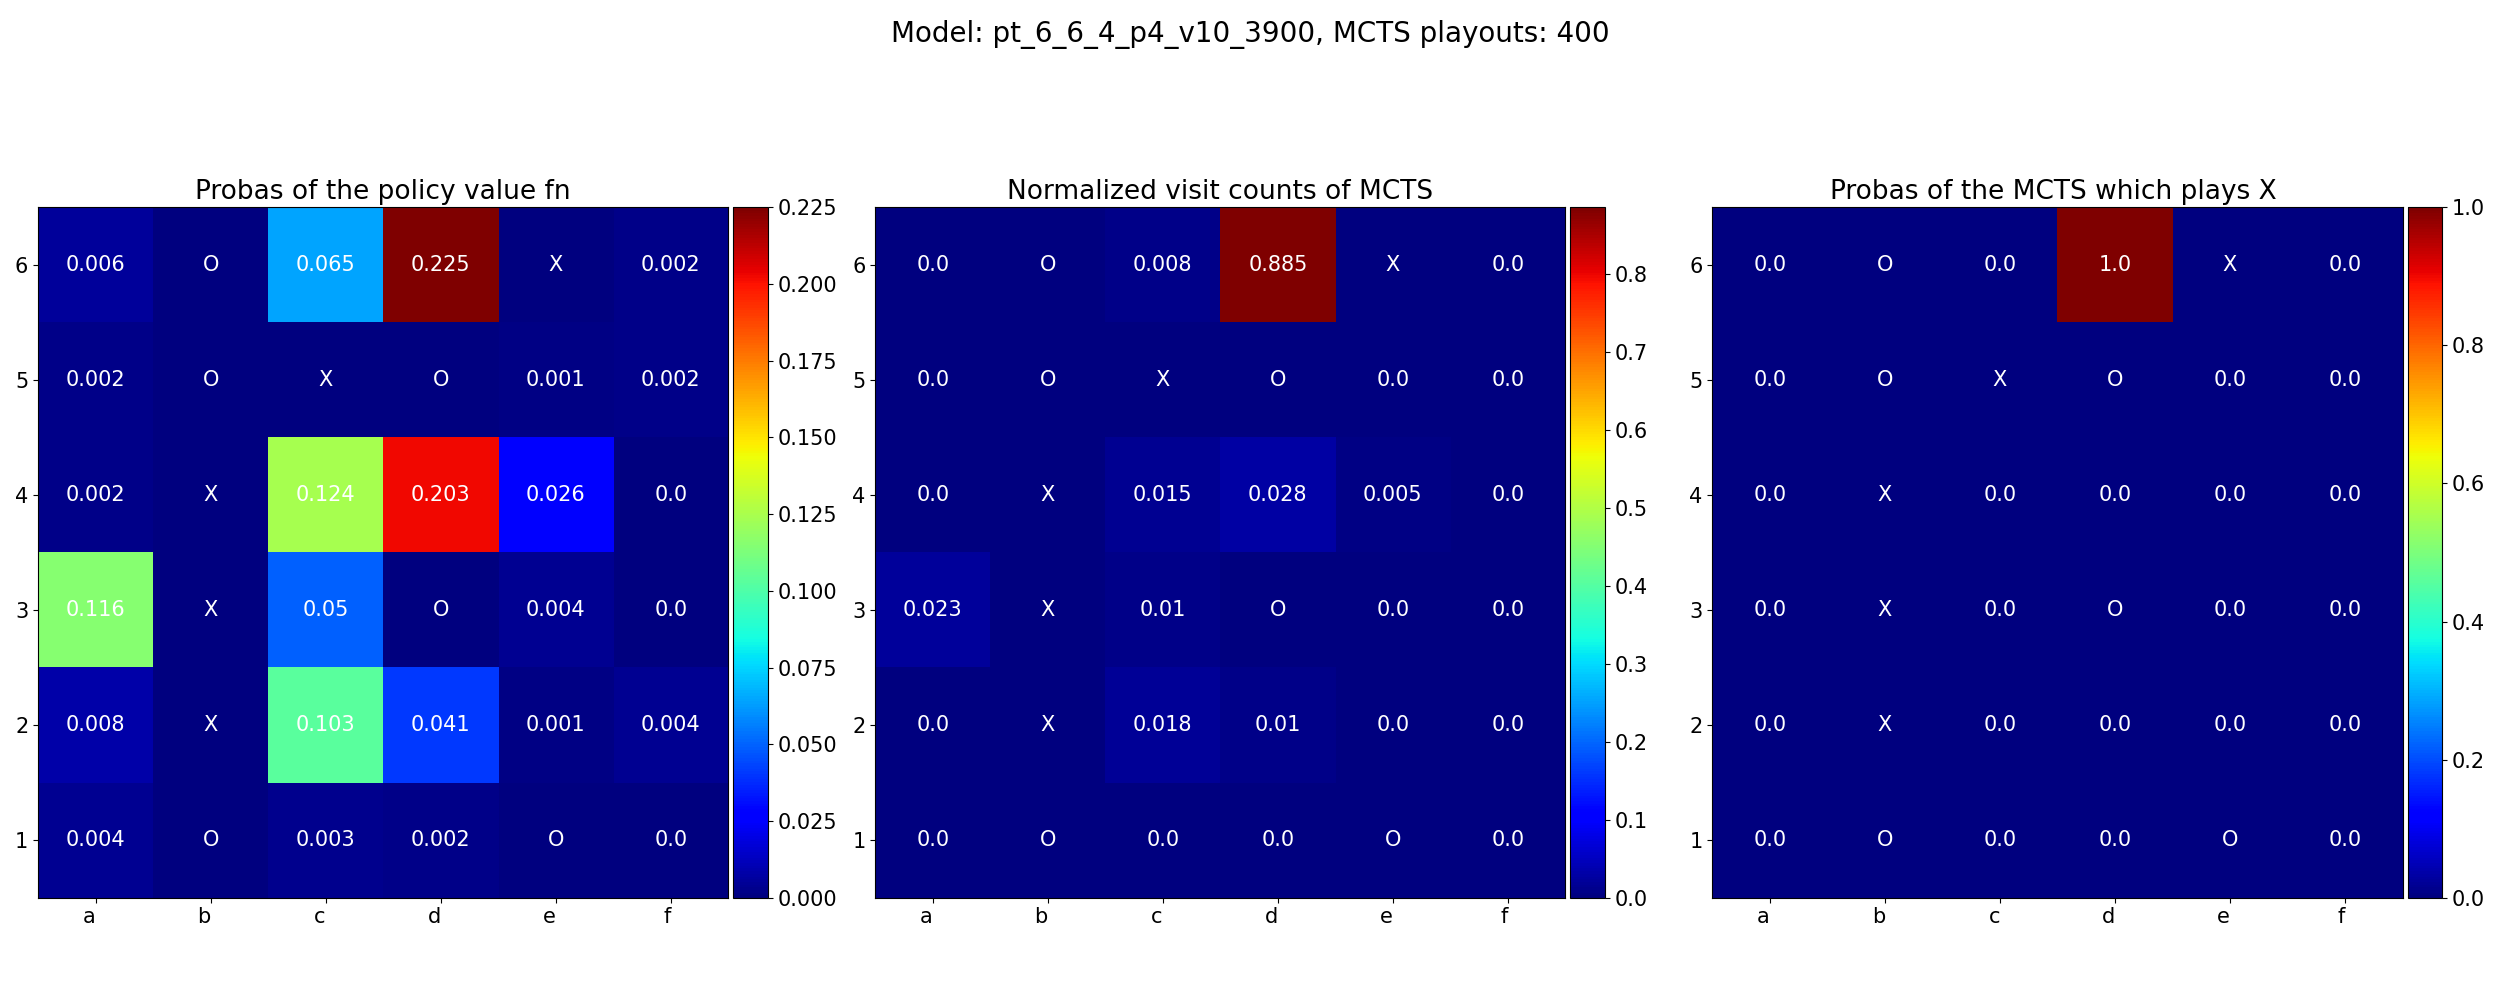 Model: pt_6_6_4_p4_v10_3900, MCTS playouts: 400
Probas of the policy value fn
6 0.006 O 0.065 0.225 X 0.002
5 0.002 O X O 0.001 0.002
4 0.002 X 0.124 0.203 0.026 0.0
3 0.116 X 0.05 O 0.004 0.0
2 0.008 X 0.103 0.041 0.001 0.004
1 0.004 O 0.003 0.002 O 0.0
a b c d e f
0.225
0.200
0.175
0.150
0.125
0.100
0.075
0.050
0.025
0.000
Normalized visit counts of MCTS
6 0.0 O 0.008 0.885 X 0.0
5 0.0 O X O 0.0 0.0
4 0.0 X 0.015 0.028 0.005 0.0
3 0.023 X 0.01 O 0.0 0.0
2 0.0 X 0.018 0.01 0.0 0.0
1 0.0 O 0.0 0.0 O 0.0
a b c d e f
0.8
0.7
0.6
0.5
0.4
0.3
0.2
0.1
0.0
Probas of the MCTS which plays X
6 0.0 O 0.0 1.0 X 0.0
5 0.0 O X O 0.0 0.0
4 0.0 X 0.0 0.0 0.0 0.0
3 0.0 X 0.0 O 0.0 0.0
2 0.0 X 0.0 0.0 0.0 0.0
1 0.0 O 0.0 0.0 O 0.0
a b c d e f
1.0
0.8
0.6
0.4
0.2
0.0